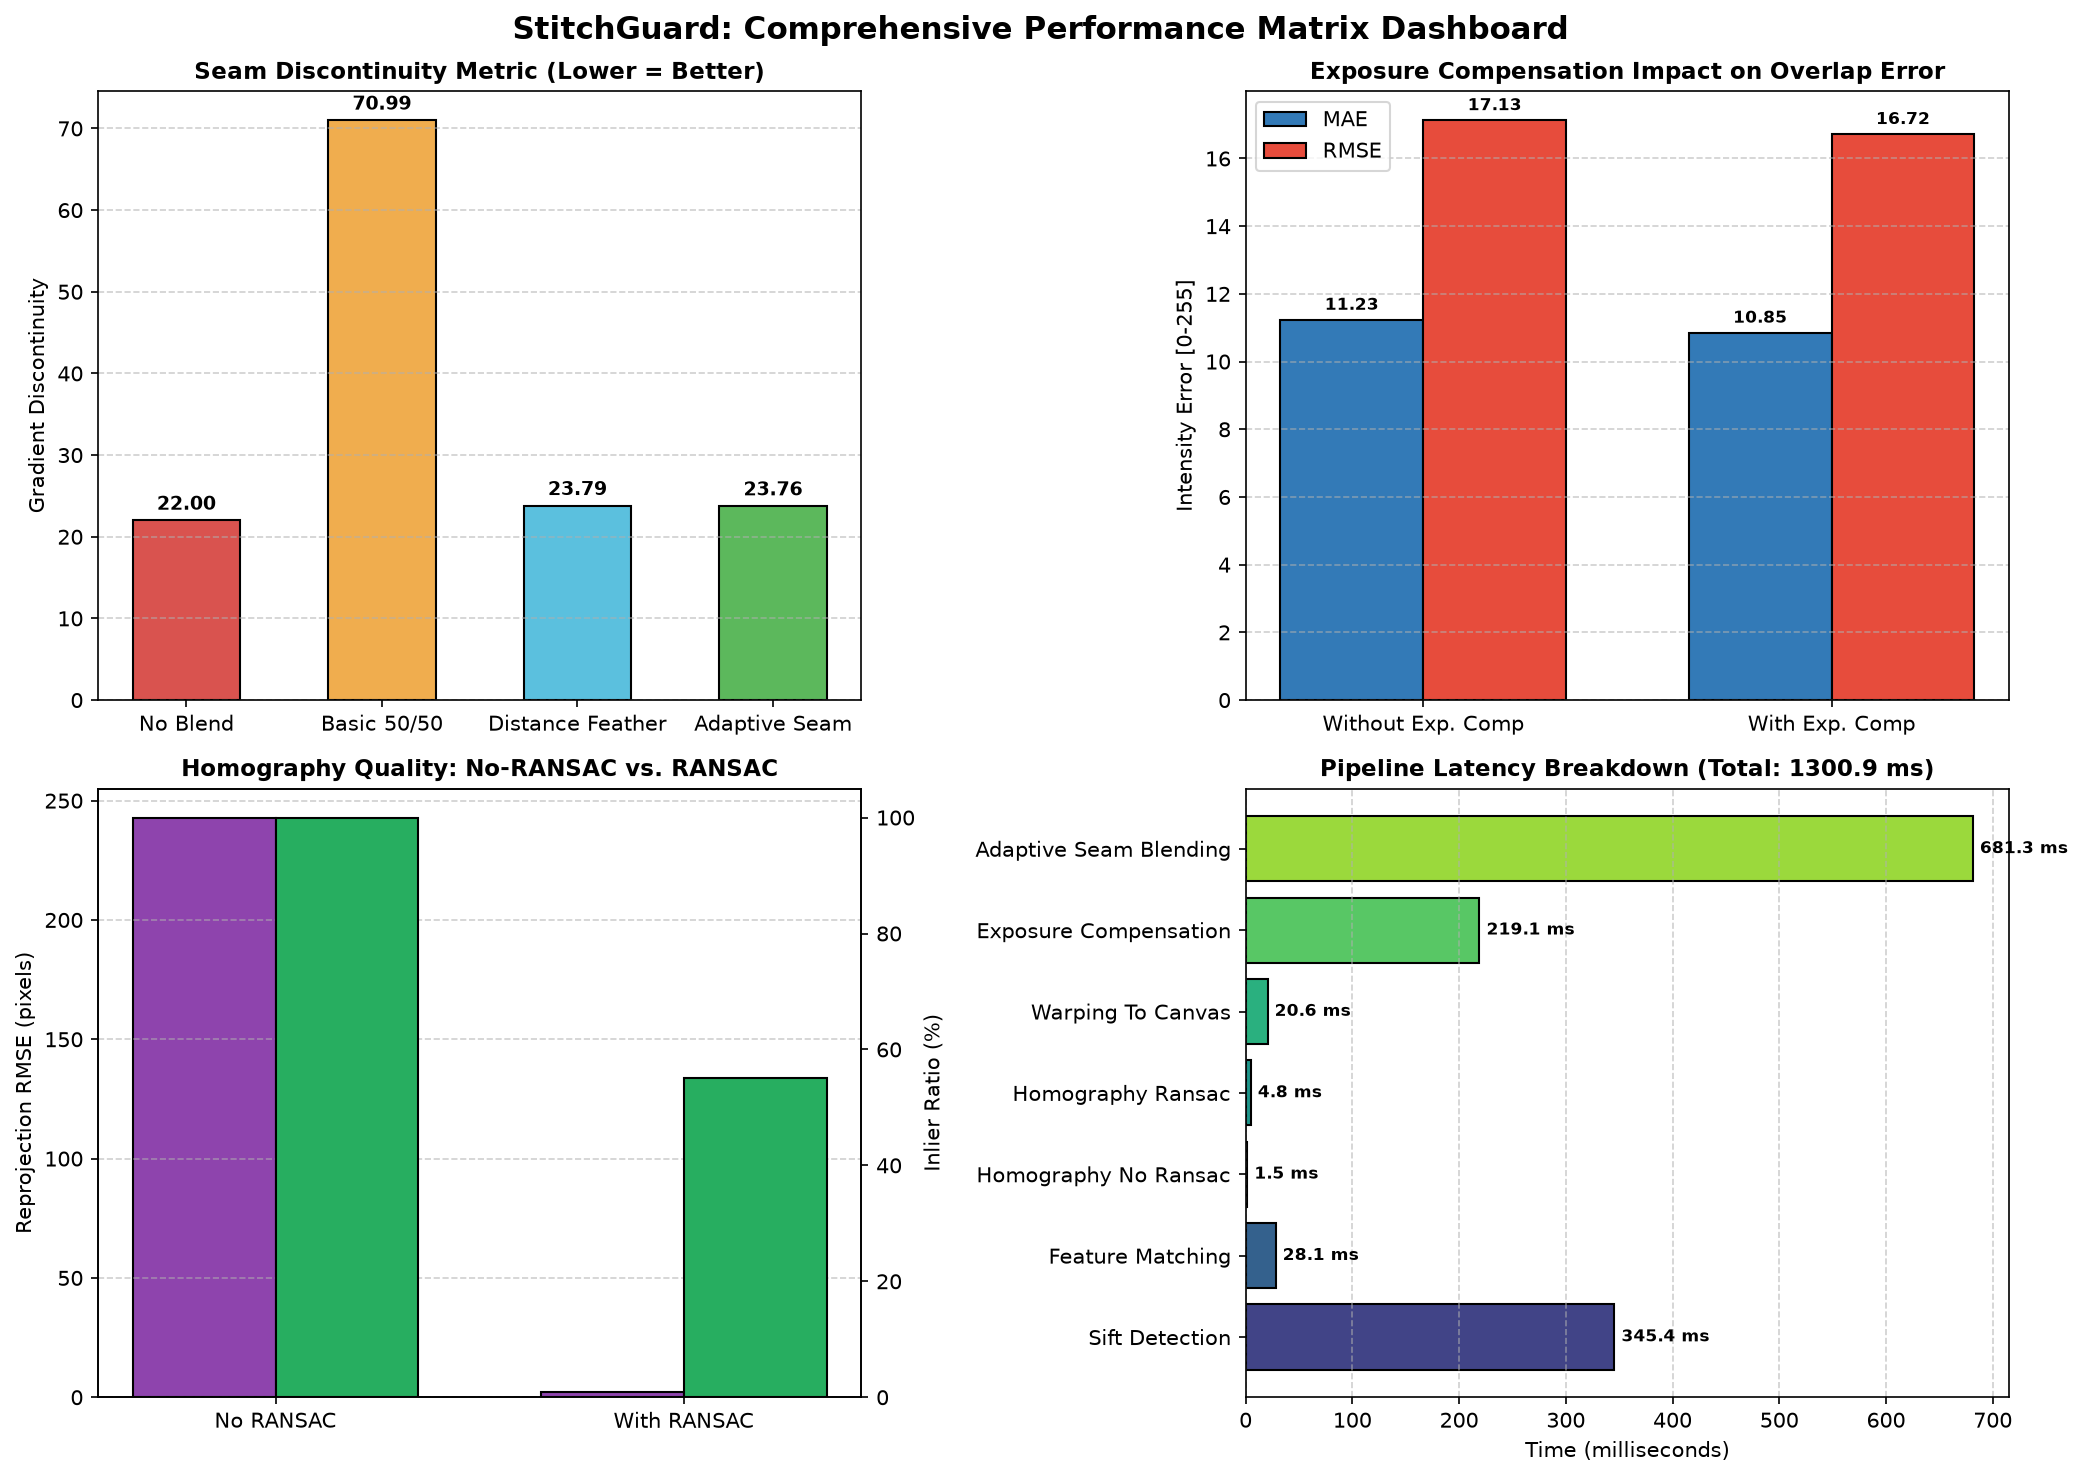 StitchGuard: Comprehensive Performance Matrix Dashboard
Seam Discontinuity Metric (Lower = Better)
Gradient Discontinuity
70
60
50
40
30
20
10
0
22.00
70.99
23.79
23.76
No Blend
Basic 50/50
Distance Feather
Adaptive Seam
Exposure Compensation Impact on Overlap Error
MAE
RMSE
Intensity Error [0-255]
16
14
12
10
8
6
4
2
0
11.23
17.13
10.85
16.72
Without Exp. Comp
With Exp. Comp
Homography Quality: No-RANSAC vs. RANSAC
Reprojection RMSE (pixels)
250
200
150
100
50
0
100
80
60
40
20
0
Inlier Ratio (%)
No RANSAC
With RANSAC
Pipeline Latency Breakdown (Total: 1300.9 ms)
Adaptive Seam Blending
681.3 ms
Exposure Compensation
219.1 ms
Warping To Canvas
20.6 ms
Homography Ransac
4.8 ms
Homography No Ransac
1.5 ms
Feature Matching
28.1 ms
Sift Detection
345.4 ms
0
100
200
300
400
500
600
700
Time (milliseconds)